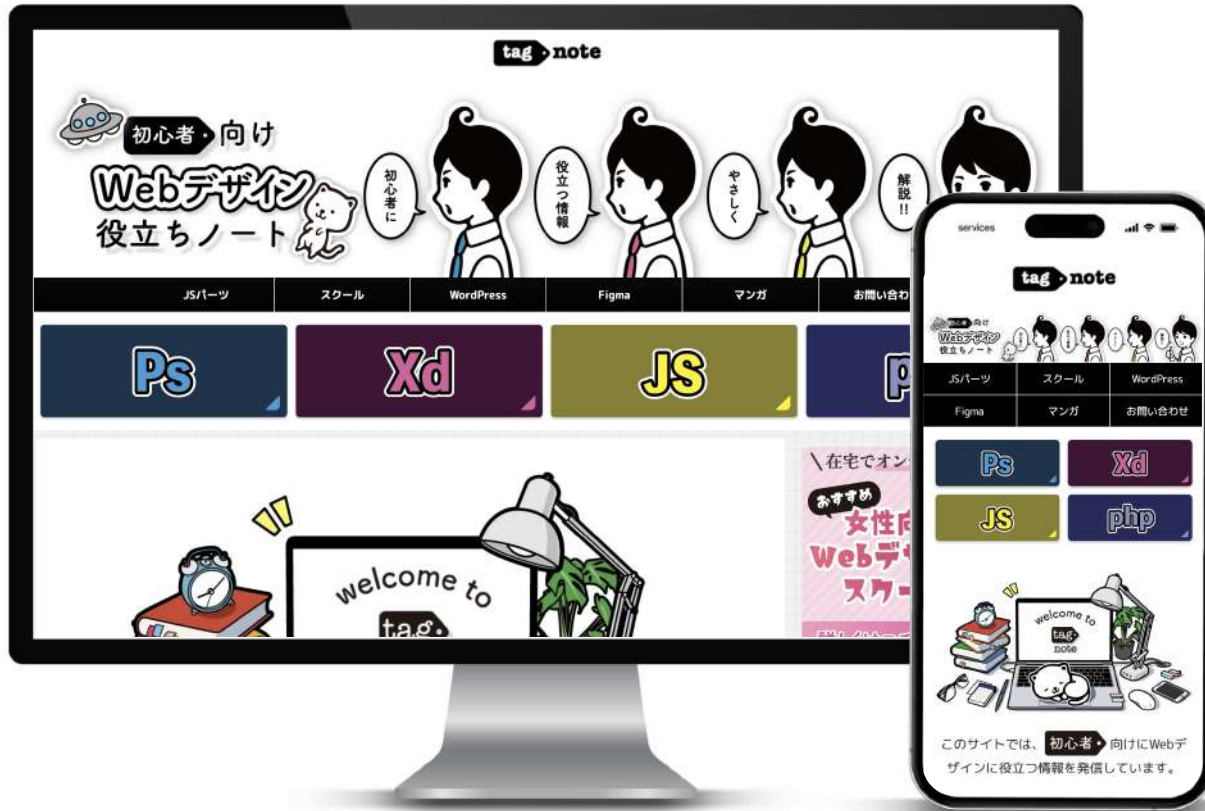 tag note
初心者 向け
Webデザイン
役立ちノート
初心者に
役立つ情報
やさしく
解説!!
JSパーツ
スクール
WordPress
Figma
マンガ
お問い合わ
Ps
Xd
JS
p
\在宅でオン
おすすめ
女性向
Webデザ
スクー
welcome to
tag.
services
tag note
初心者 向け
Webデザイン
役立ちノート
JSパーツ
スクール
WordPress
Figma
マンガ
お問い合わせ
Ps
Xd
JS
php
welcome to
tag.
note
このサイトでは、 初心者 向けにWebデ
ザインに役立つ情報を発信しています。